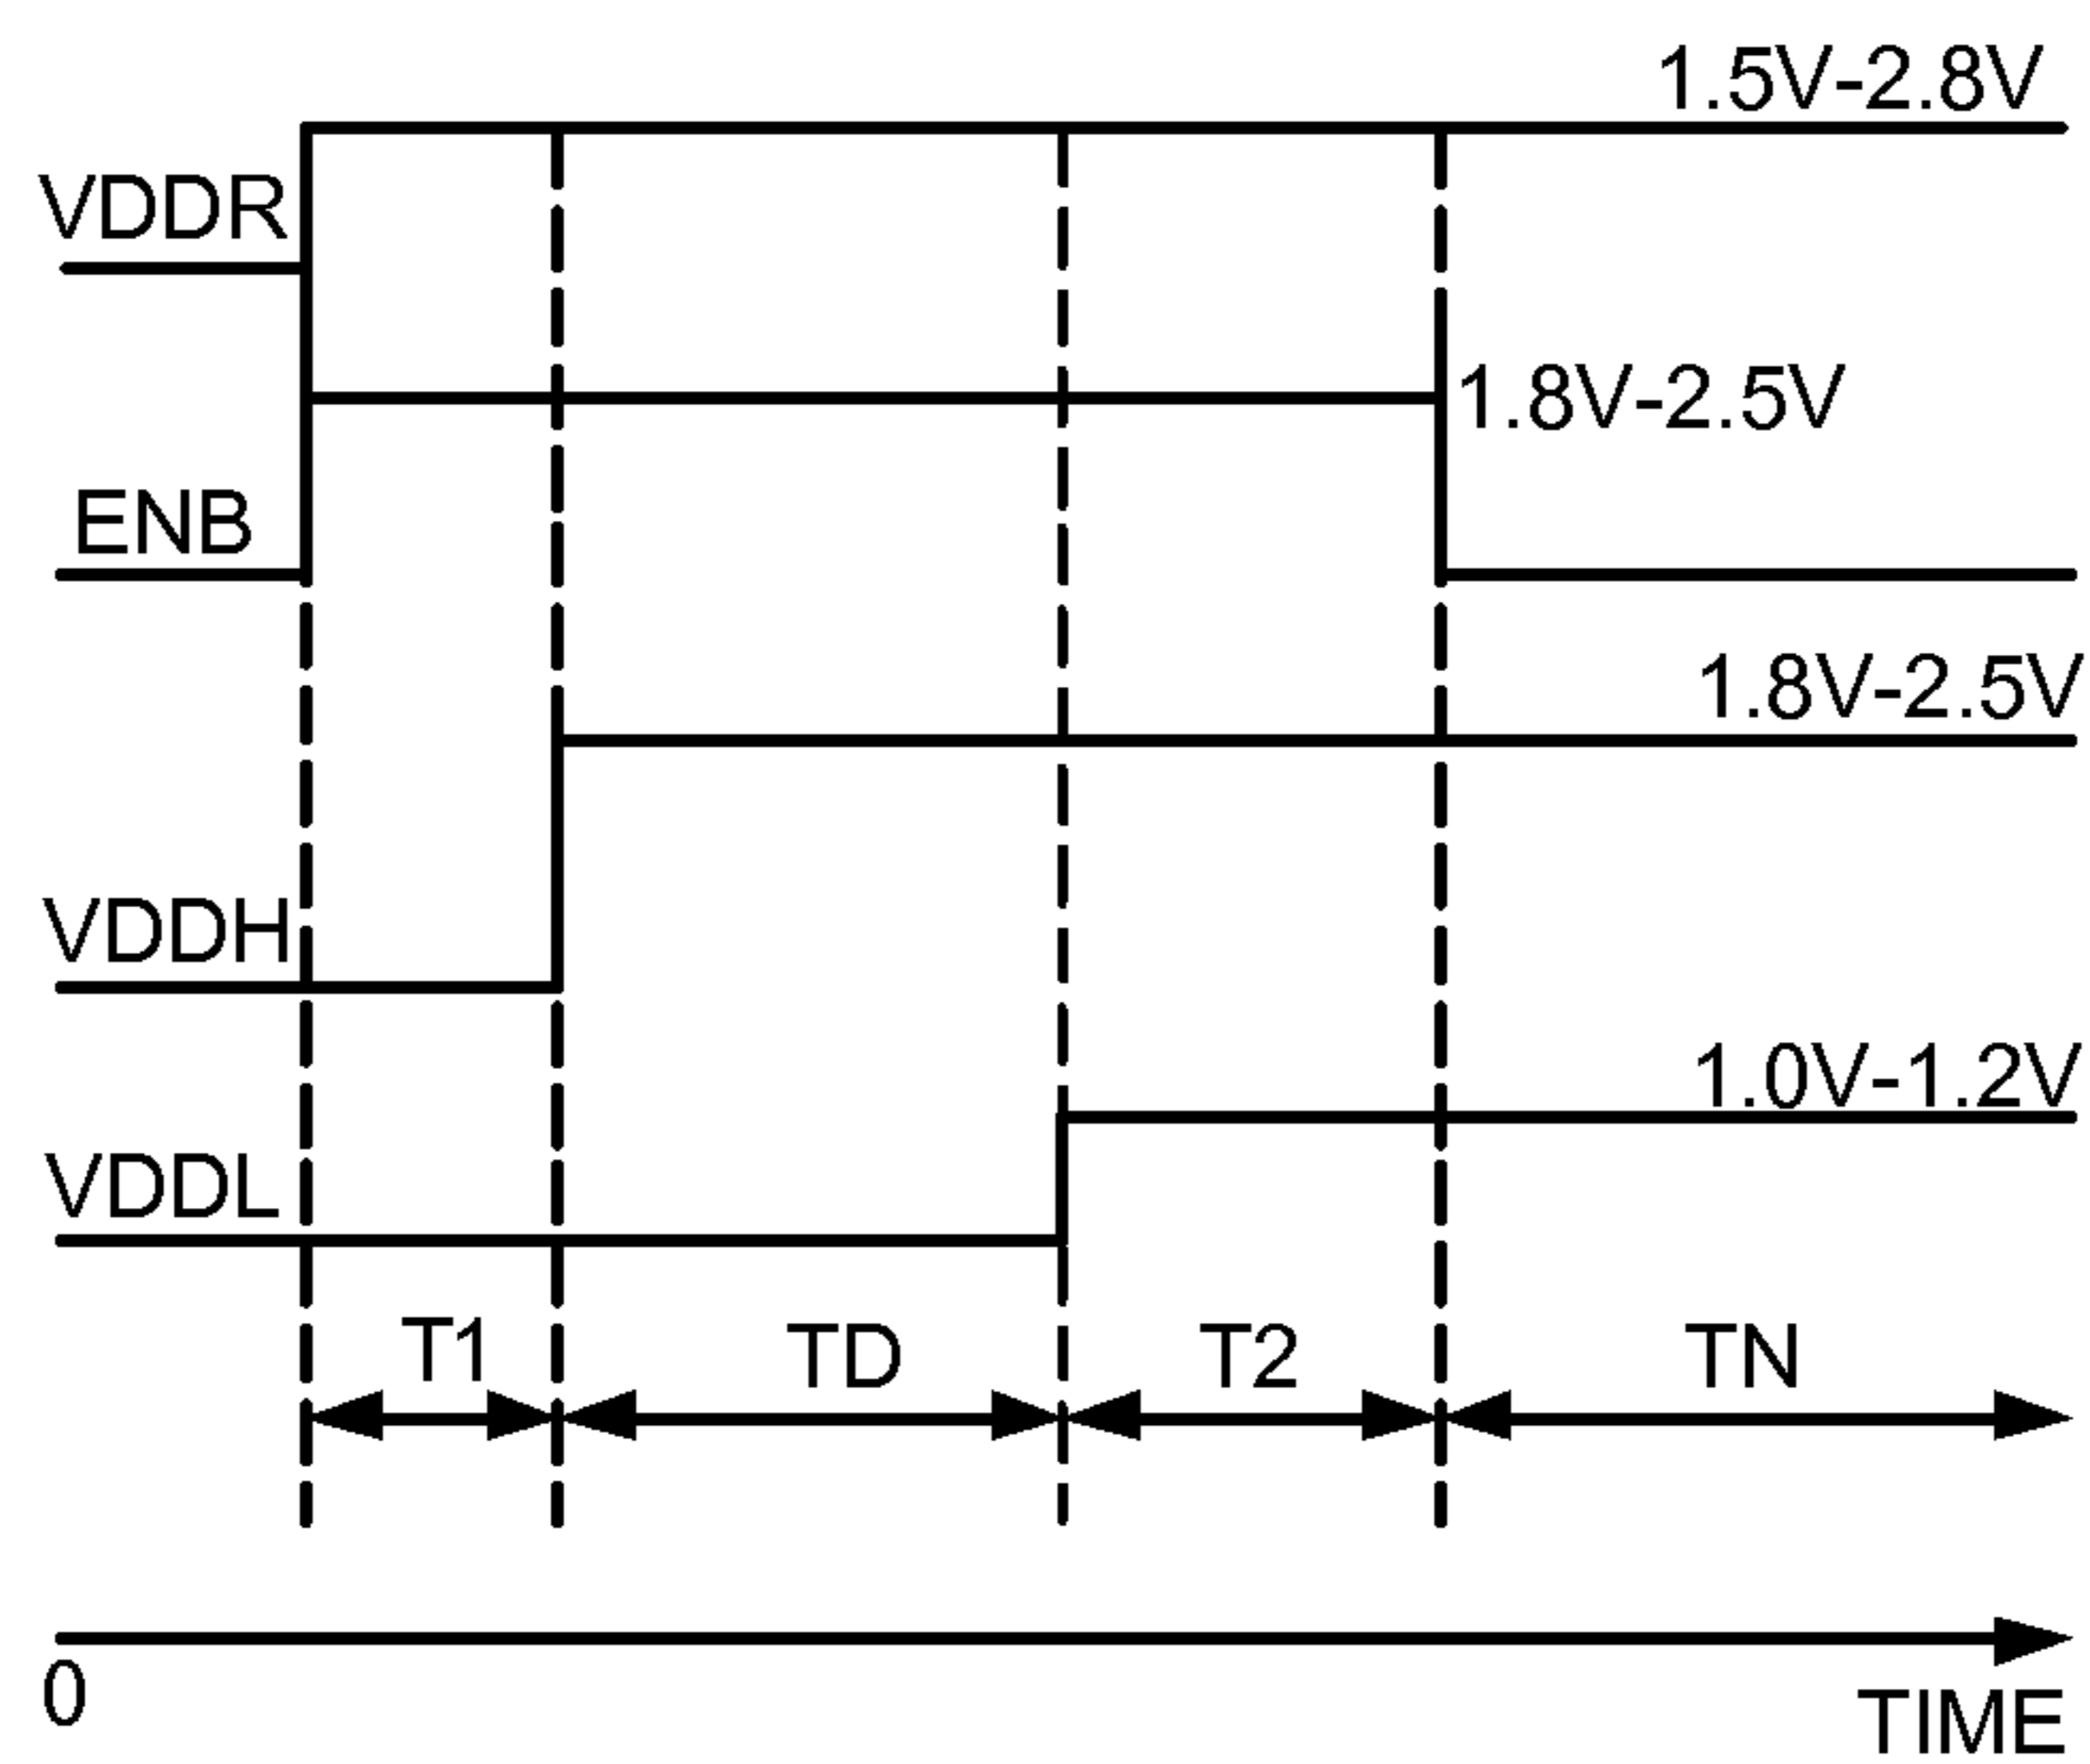 1.5V-2.8V
VDDR
1.8V-2.5V
ENB
1.8V-2.5V
VDDH
1.0V-1.2V
VDDL
T1 TD T2 TN
0
TIME